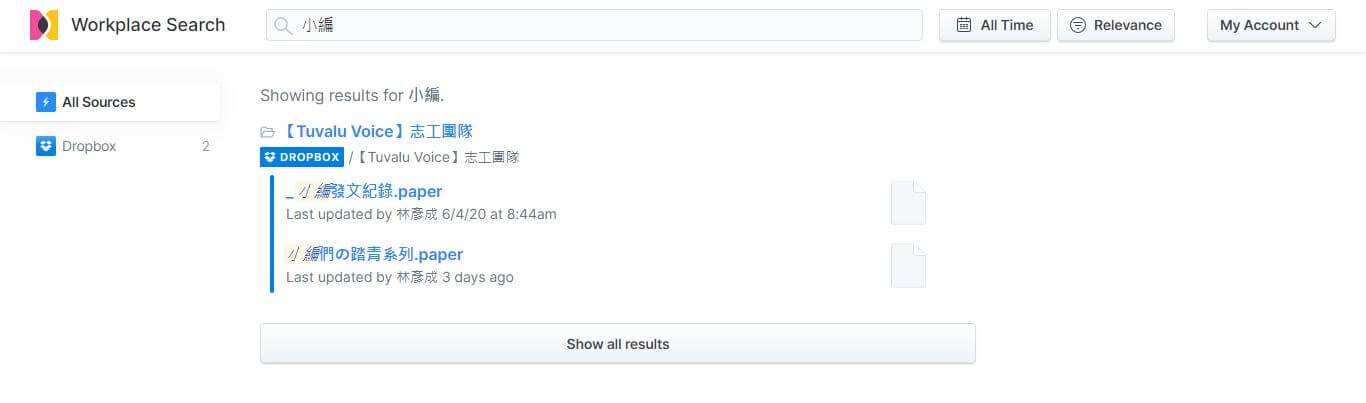 Workplace Search
小編
All Time
Relevance
My Account
All Sources
Dropbox 2
Showing results for 小編.
【Tuvalu Voice】志工團隊
DROPBOX /【Tuvalu Voice】志工團隊
_小編發文紀錄.paper
Last updated by 林彥成 6/4/20 at 8:44am
小編們の踏青系列.paper
Last updated by 林彥成 3 days ago
Show all results